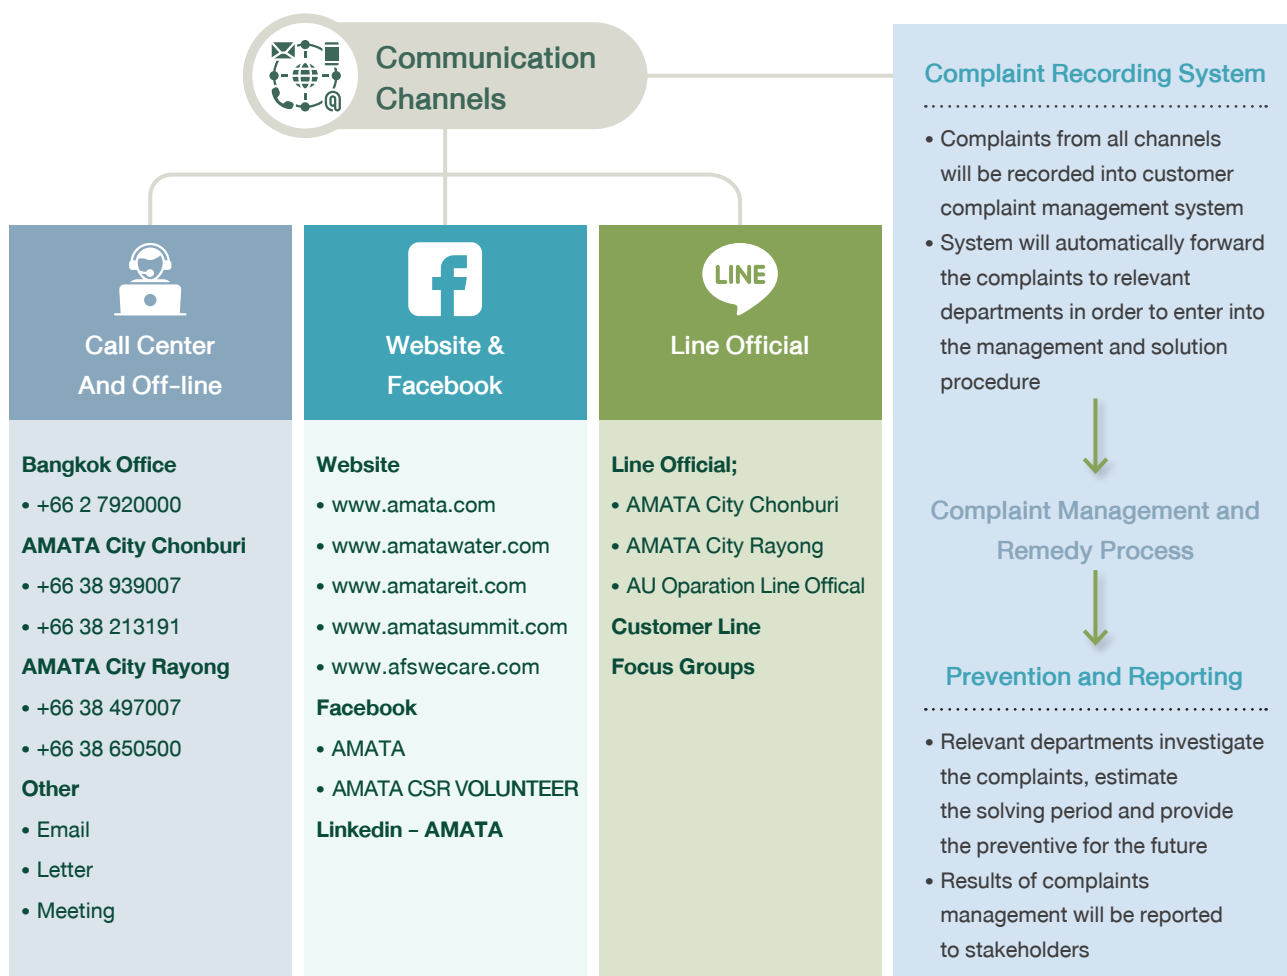 Communication
Channels
Call Center
And Off-line
Bangkok Office
• +66 2 7920000
AMATA City Chonburi
• +66 38 939007
• +66 38 213191
AMATA City Rayong
• +66 38 497007
• +66 38 650500
Other
• Email
• Letter
• Meeting
Website &
Facebook
Website
• www.amata.com
• www.amatawater.com
• www.amatareit.com
• www.amatasummit.com
• www.afswecare.com
Facebook
• AMATA
• AMATA CSR VOLUNTEER
Linkedin – AMATA
LINE
Line Official
Line Official;
• AMATA City Chonburi
• AMATA City Rayong
• AU Oparation Line Offical
Customer Line
Focus Groups
Complaint Recording System
• Complaints from all channels
will be recorded into customer
complaint management system
• System will automatically forward
the complaints to relevant
departments in order to enter into
the management and solution
procedure
Complaint Management and
Remedy Process
Prevention and Reporting
• Relevant departments investigate
the complaints, estimate
the solving period and provide
the preventive for the future
• Results of complaints
management will be reported
to stakeholders